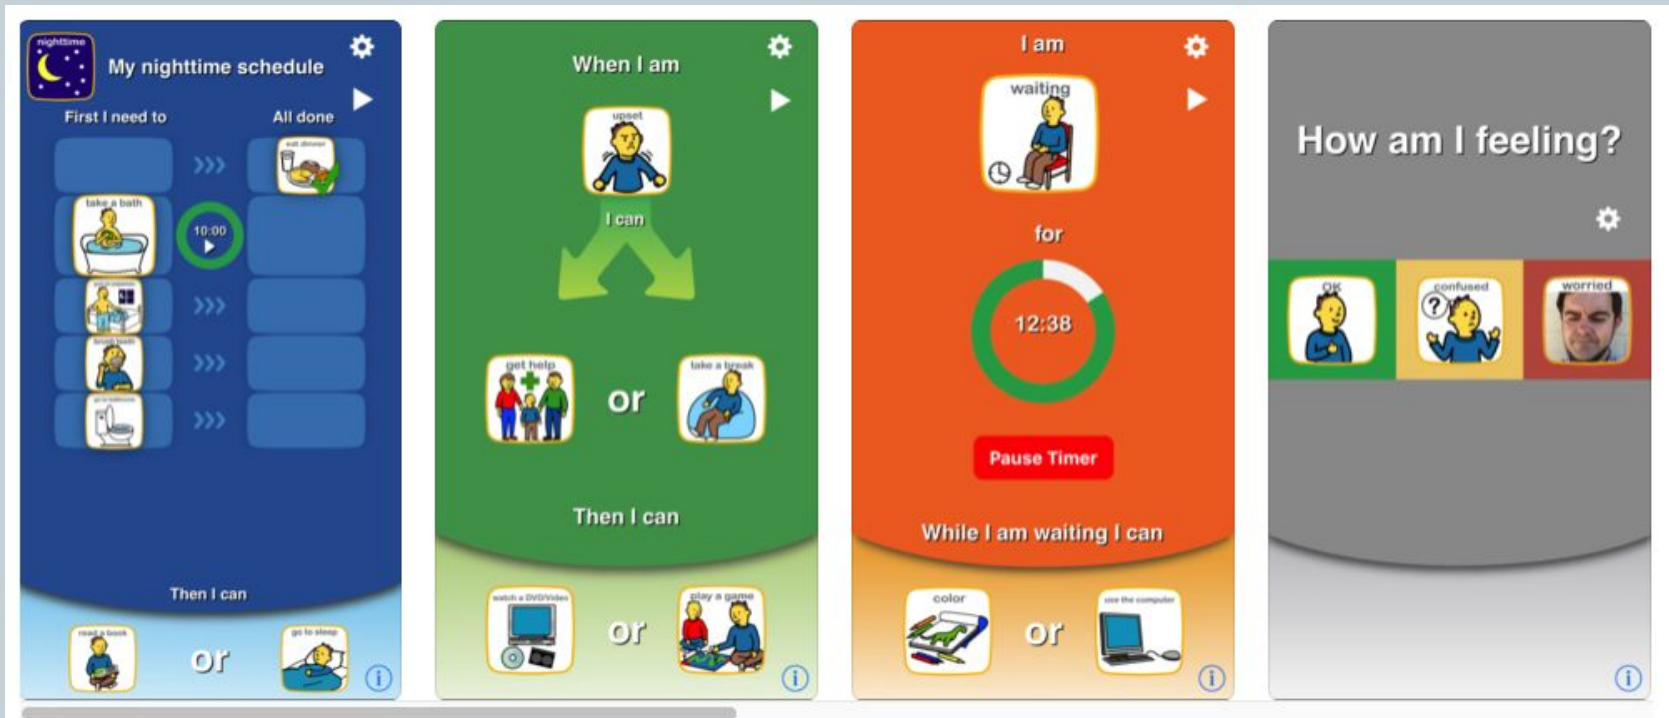 nighttime
My nighttime schedule
First I need to
All done
eat dinner
take a bath
10:00
brush teeth
go to bathroom
Then I can
read a book
or
go to sleep
When I am
upset
I can
get help
or
take a break
Then I can
watch a DVD/Video
or
play a game
I am
waiting
for
12:38
Pause Timer
While I am waiting I can
color
or
use the computer
How am I feeling?
OK
?
confused
worried